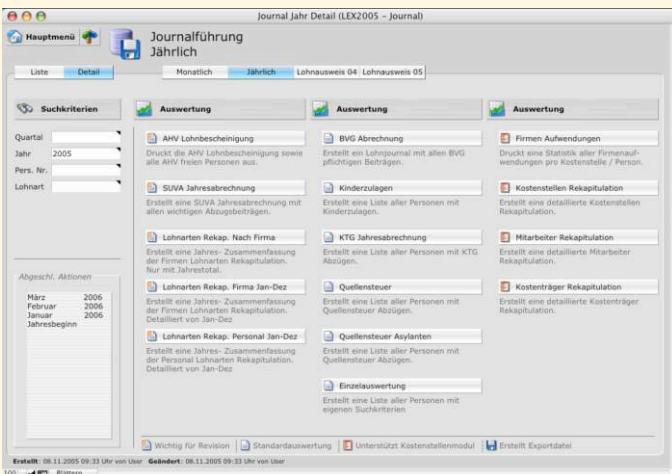 Journal Jahr Detail (LEX2005 - Journal)
Hauptmenü
Journalführung
Jährlich
Liste
Detail
Monatlich
Jährlich
Lohnausweis 04
Lohnausweis 05
Suchkriterien
Quartal
Jahr 2005
Pers. Nr.
Lohnart
Abgeschl. Aktionen
März 2006
Februar 2006
Januar 2006
Jahresbeginn
Auswertung
AHV Lohnbescheinigung
Druckt die AHV Lohnbescheinigung sowie
alle AHV freien Personen aus.
SUVA Jahresabrechnung
Erstellt eine SUVA Jahresabrechnung mit
allen wichtigen Abzugsbeiträgen.
Lohnarten Rekap. Nach Firma
Erstellt eine Jahres- Zusammenfassung
der Firmen Lohnarten Rekapitulation.
Nur mit Jahrestotal.
Lohnarten Rekap. Firma Jan-Dez
Erstellt eine Jahres- Zusammenfassung
der Firmen Lohnarten Rekapitulation.
Detailliert von Jan-Dez
Lohnarten Rekap. Personal Jan-Dez
Erstellt eine Jahres- Zusammenfassung
der Personal Lohnarten Rekapitulation.
Detailliert von Jan-Dez
Auswertung
BVG Abrechnung
Erstellt ein Lohnjournal mit allen BVG
pflichtigen Beiträgen.
Kinderzulagen
Erstellt eine Liste aller Personen mit
Kinderzulagen.
KTG Jahresabrechnung
Erstellt eine Liste aller Personen mit KTG
Abzügen.
Quellensteuer
Erstellt eine Liste aller Personen mit
Quellensteuer Abzügen.
Quellensteuer Asylanten
Erstellt eine Liste aller Personen mit
Quellensteuer Abzügen.
Einzelauswertung
Erstellt eine Liste aller Personen mit
eigenen Suchkriterien
Auswertung
Firmen Aufwendungen
Druckt eine Statistik aller Firmenauf-
wendungen pro Kostenstelle / Person.
Kostenstellen Rekapitulation
Erstellt eine detaillierte Kostenstellen
Rekapitulation.
Mitarbeiter Rekapitulation
Erstellt eine detaillierte Mitarbeiter
Rekapitulation.
Kostenträger Rekapitulation
Erstellt eine detaillierte Kostenträger
Rekapitulation.
Wichtig für Revision
Standardauswertung
Unterstützt Kostenstellenmodul
Erstellt Exportdatei
Erstellt: 08.11.2005 09:33 Uhr von User Geändert: 08.11.2005 09:33 Uhr von User
100
Blättern